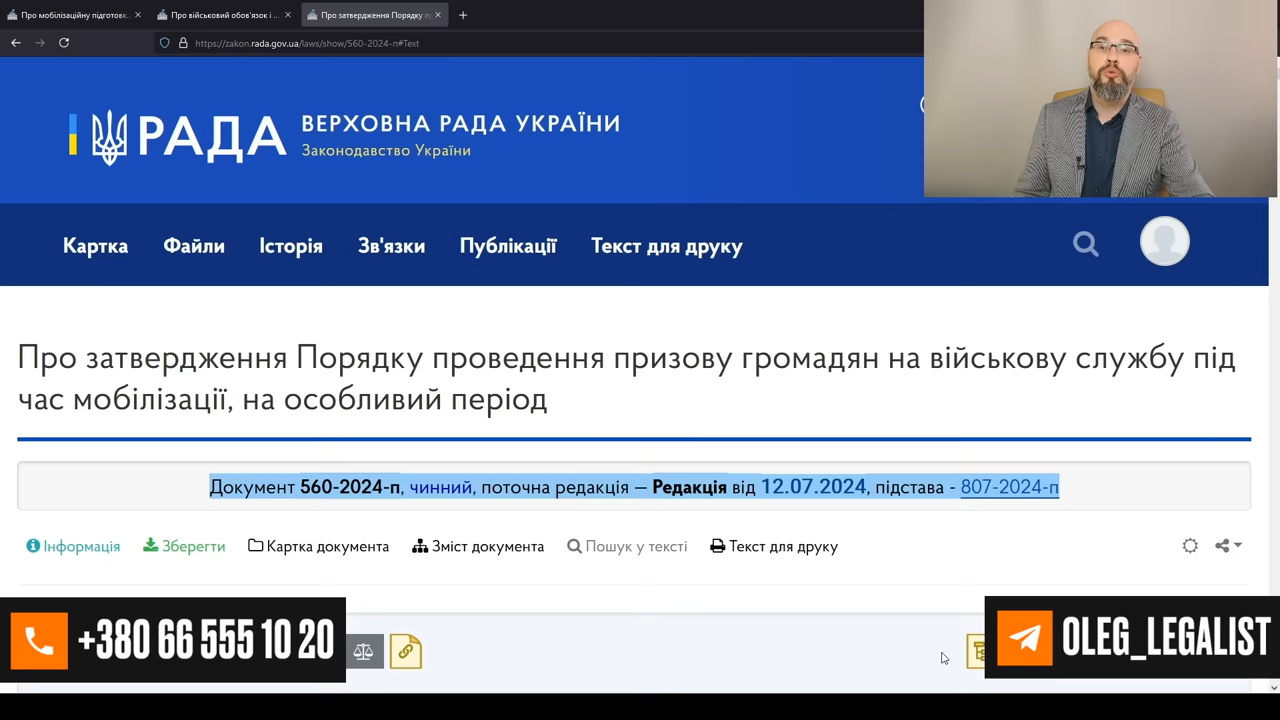 Про мобілізаційну підготовк
Про військовий обов'язок і ...
Про затвердження Порядку п
https://zakon.rada.gov.ua/laws/show/560-2024-п#Text
РАДА
ВЕРХОВНА РАДА УКРАЇНИ
Законодавство України
Картка Файли Історія Зв'язки Публікації Текст для друку
Про затвердження Порядку проведення призову громадян на військову службу під
час мобілізації, на особливий період
Документ 560-2024-п, чинний, поточна редакція — Редакція від 12.07.2024, підстава - 807-2024-п
Інформація Зберегти Картка документа Зміст документа Пошук у тексті Текст для друку
+380 66 555 10 20
OLEG_LEGALIST